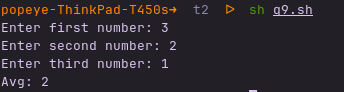 popeye-ThinkPad-T450s→ t2 ▷ sh q9.sh
Enter first number: 3
Enter second number: 2
Enter third number: 1
Avg: 2